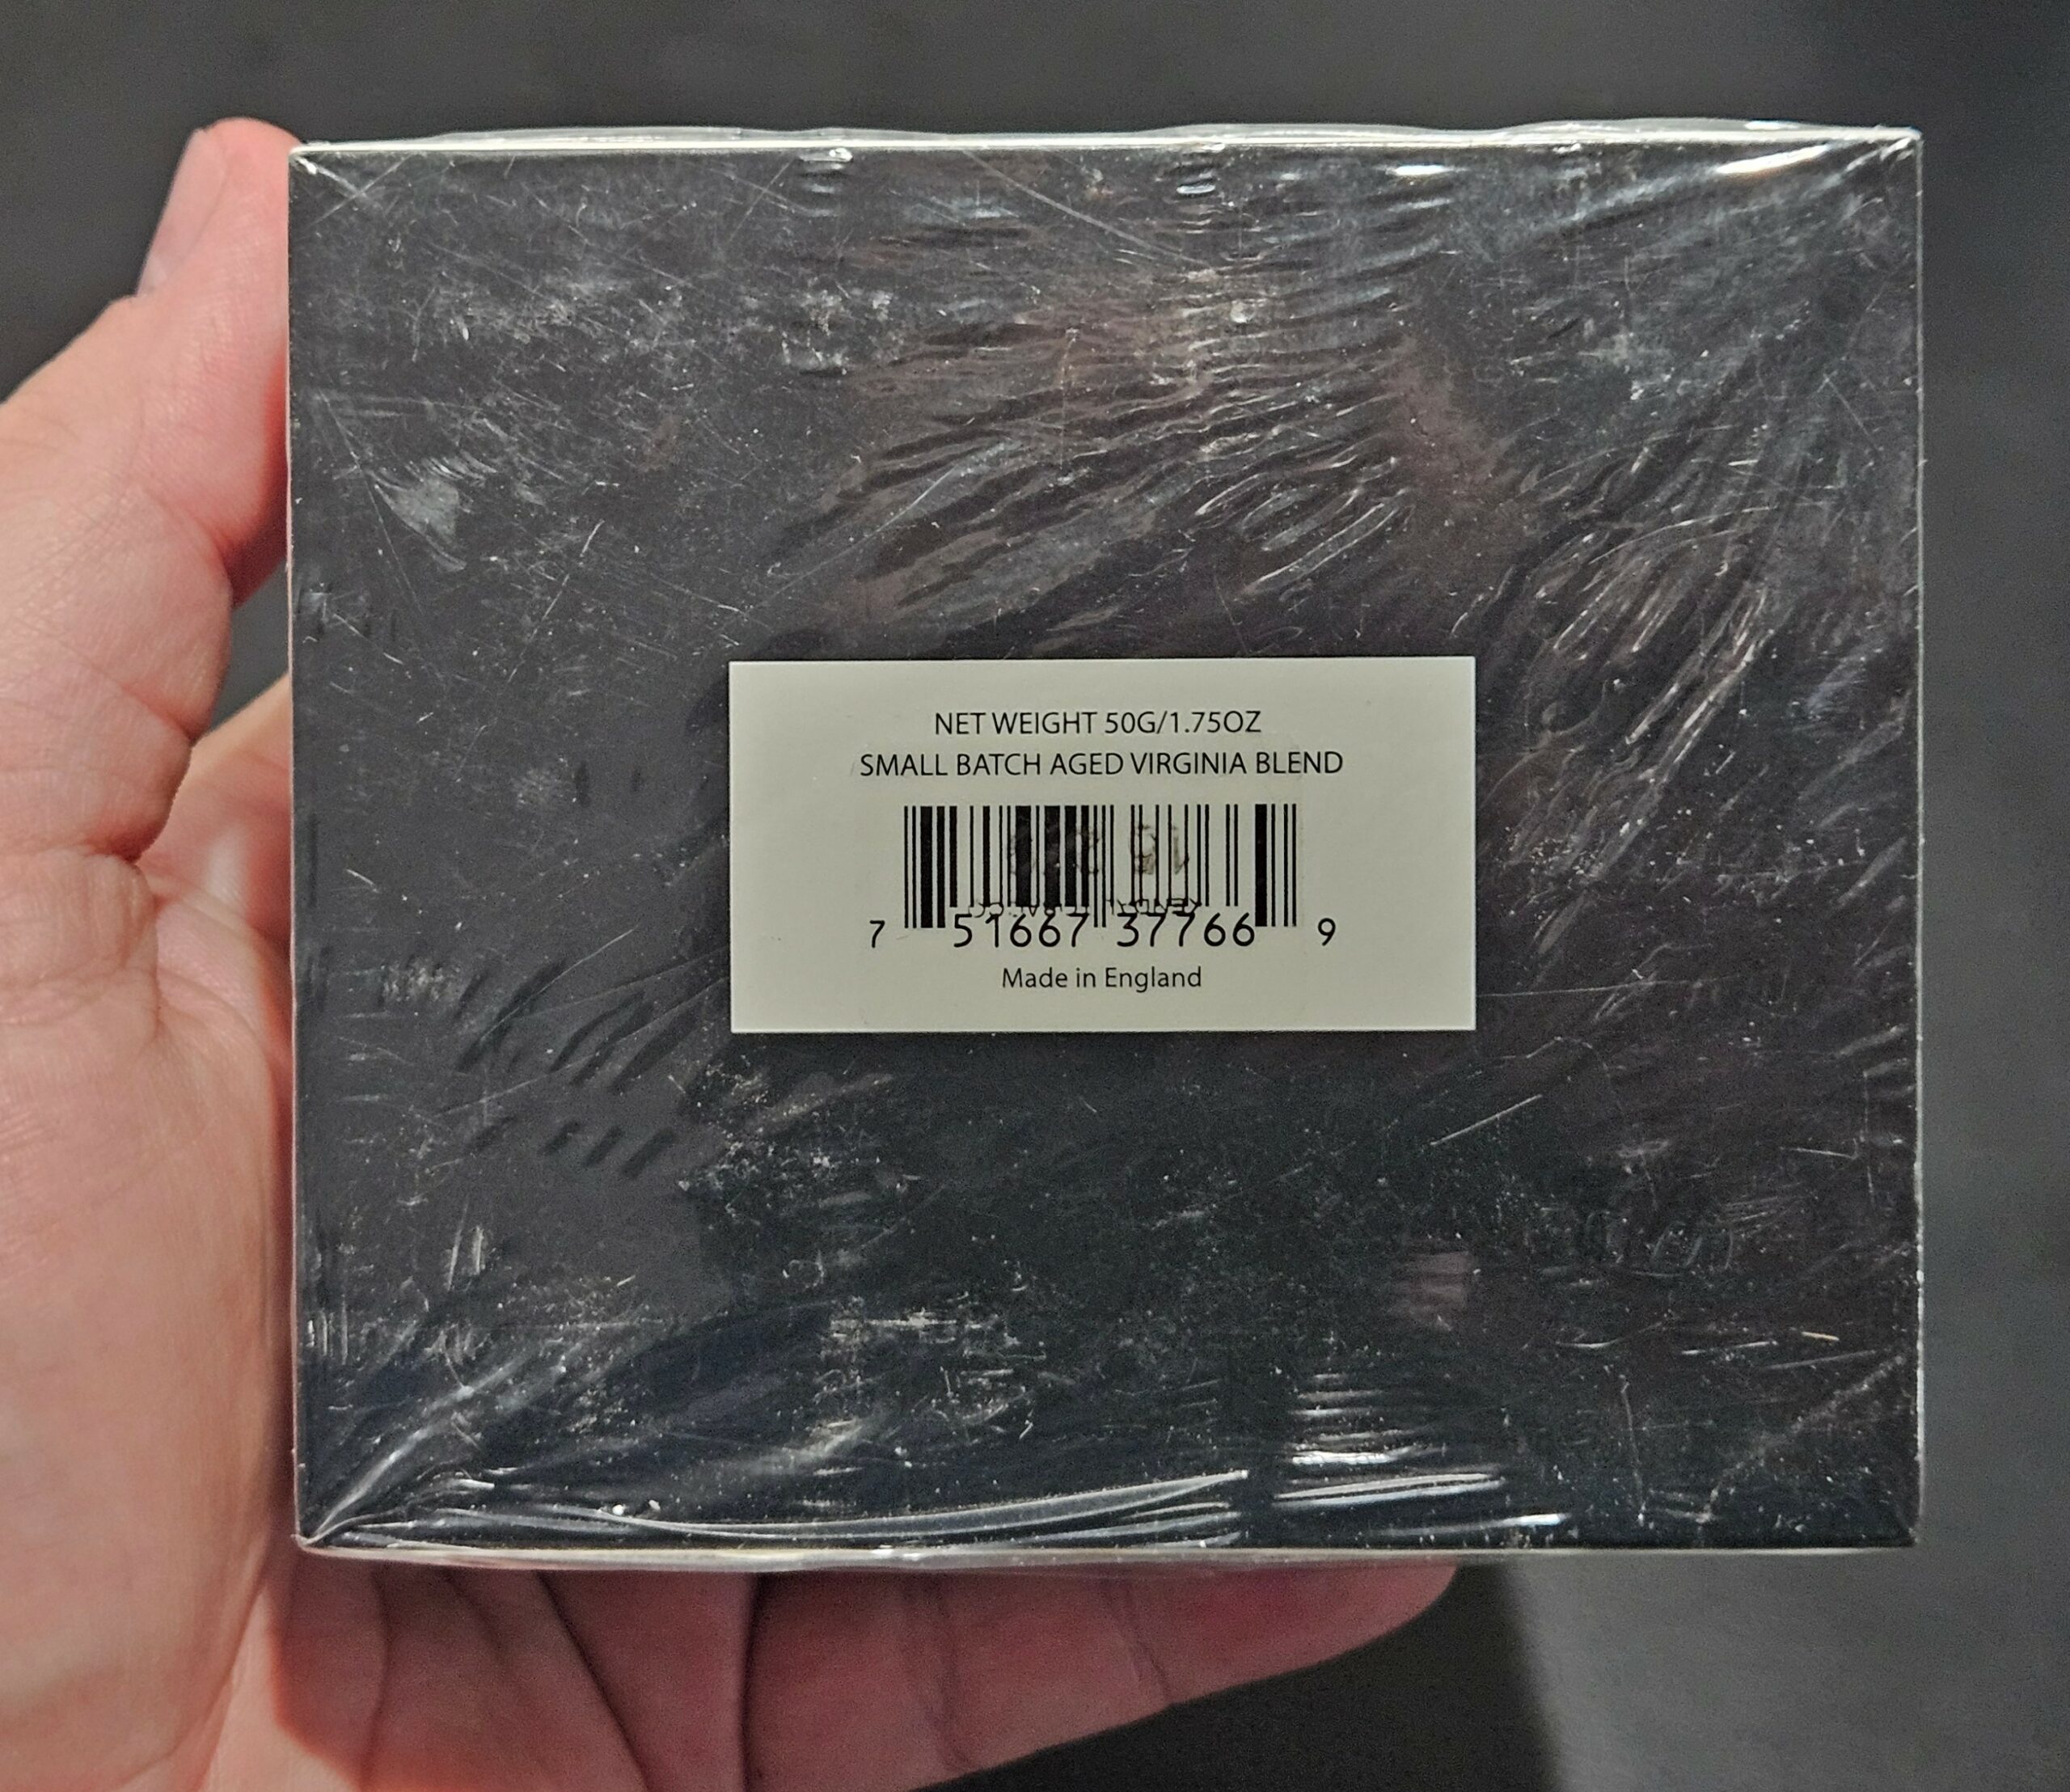 NET WEIGHT 50G/1.75OZ
SMALL BATCH AGED VIRGINIA BLEND
7 51667 37766 9
Made in England